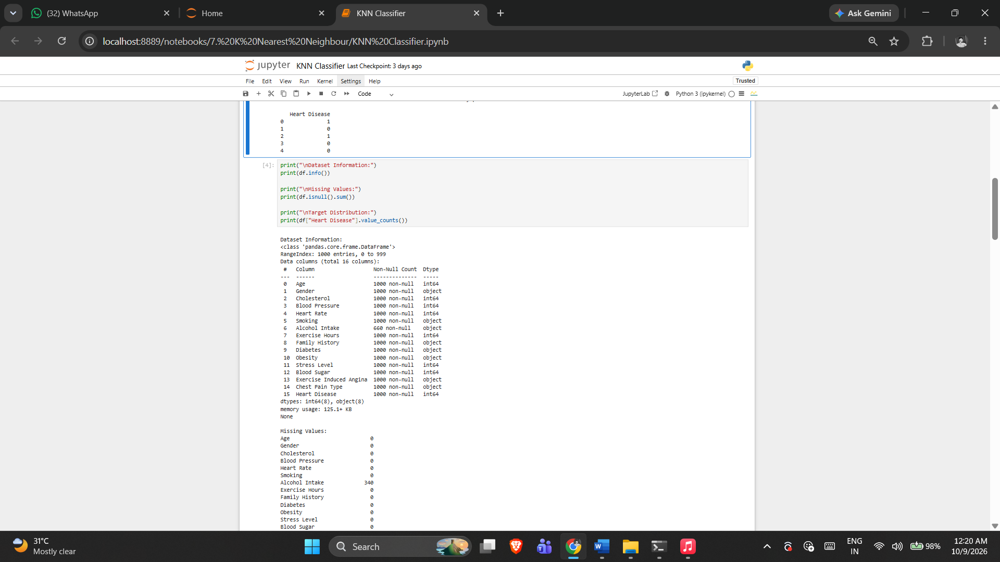 (32) WhatsApp
Home
KNN Classifier
Ask Gemini
localhost:8889/notebooks/7.%20K%20Nearest%20Neighbour/KNN%20Classifier.ipynb
jupyter KNN Classifier Last Checkpoint: 3 days ago
File Edit View Run Kernel Settings Help
Trusted
Code
JupyterLab
Python 3 (ipykernel)
Heart Disease
0 1
1 0
2 1
3 0
4 0
[4]:
print("\nDataset Information:")
print(df.info())
print("\nMissing Values:")
print(df.isnull().sum())
print("\nTarget Distribution:")
print(df["Heart Disease"].value_counts())
Dataset Information:
<class 'pandas.core.frame.DataFrame'>
RangeIndex: 1000 entries, 0 to 999
Data columns (total 16 columns):
# Column Non-Null Count Dtype
--- ------ -------------- -----
0 Age 1000 non-null int64
1 Gender 1000 non-null object
2 Cholesterol 1000 non-null int64
3 Blood Pressure 1000 non-null int64
4 Heart Rate 1000 non-null int64
5 Smoking 1000 non-null object
6 Alcohol Intake 660 non-null object
7 Exercise Hours 1000 non-null int64
8 Family History 1000 non-null object
9 Diabetes 1000 non-null object
10 Obesity 1000 non-null object
11 Stress Level 1000 non-null int64
12 Blood Sugar 1000 non-null int64
13 Exercise Induced Angina 1000 non-null object
14 Chest Pain Type 1000 non-null object
15 Heart Disease 1000 non-null int64
dtypes: int64(8), object(8)
memory usage: 125.1+ KB
None
Missing Values:
Age 0
Gender 0
Cholesterol 0
Blood Pressure 0
Heart Rate 0
Smoking 0
Alcohol Intake 340
Exercise Hours 0
Family History 0
Diabetes 0
Obesity 0
Stress Level 0
Blood Sugar 0
31°C
Mostly clear
Search
ENG
IN
98%
12:20 AM
10/9/2026